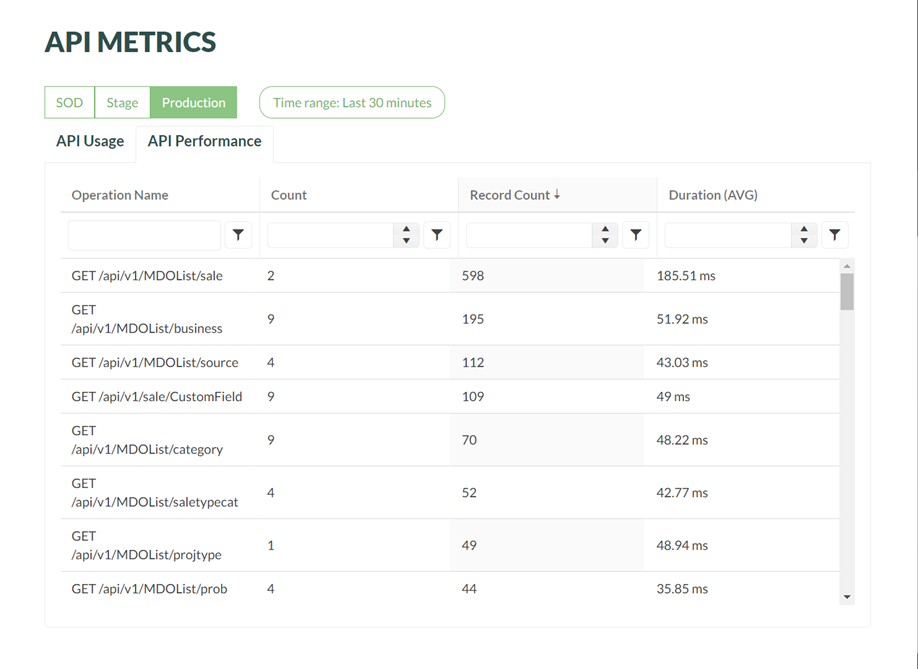 API METRICS
SOD Stage Production Time range: Last 30 minutes
API Usage API Performance
Operation Name Count Record Count ↓ Duration (AVG)
GET /api/v1/MDOList/sale 2 598 185.51 ms
GET
/api/v1/MDOList/business 9 195 51.92 ms
GET /api/v1/MDOList/source 4 112 43.03 ms
GET /api/v1/sale/CustomField 9 109 49 ms
GET
/api/v1/MDOList/category 9 70 48.22 ms
GET
/api/v1/MDOList/saletypecat 4 52 42.77 ms
GET
/api/v1/MDOList/projtype 1 49 48.94 ms
GET /api/v1/MDOList/prob 4 44 35.85 ms